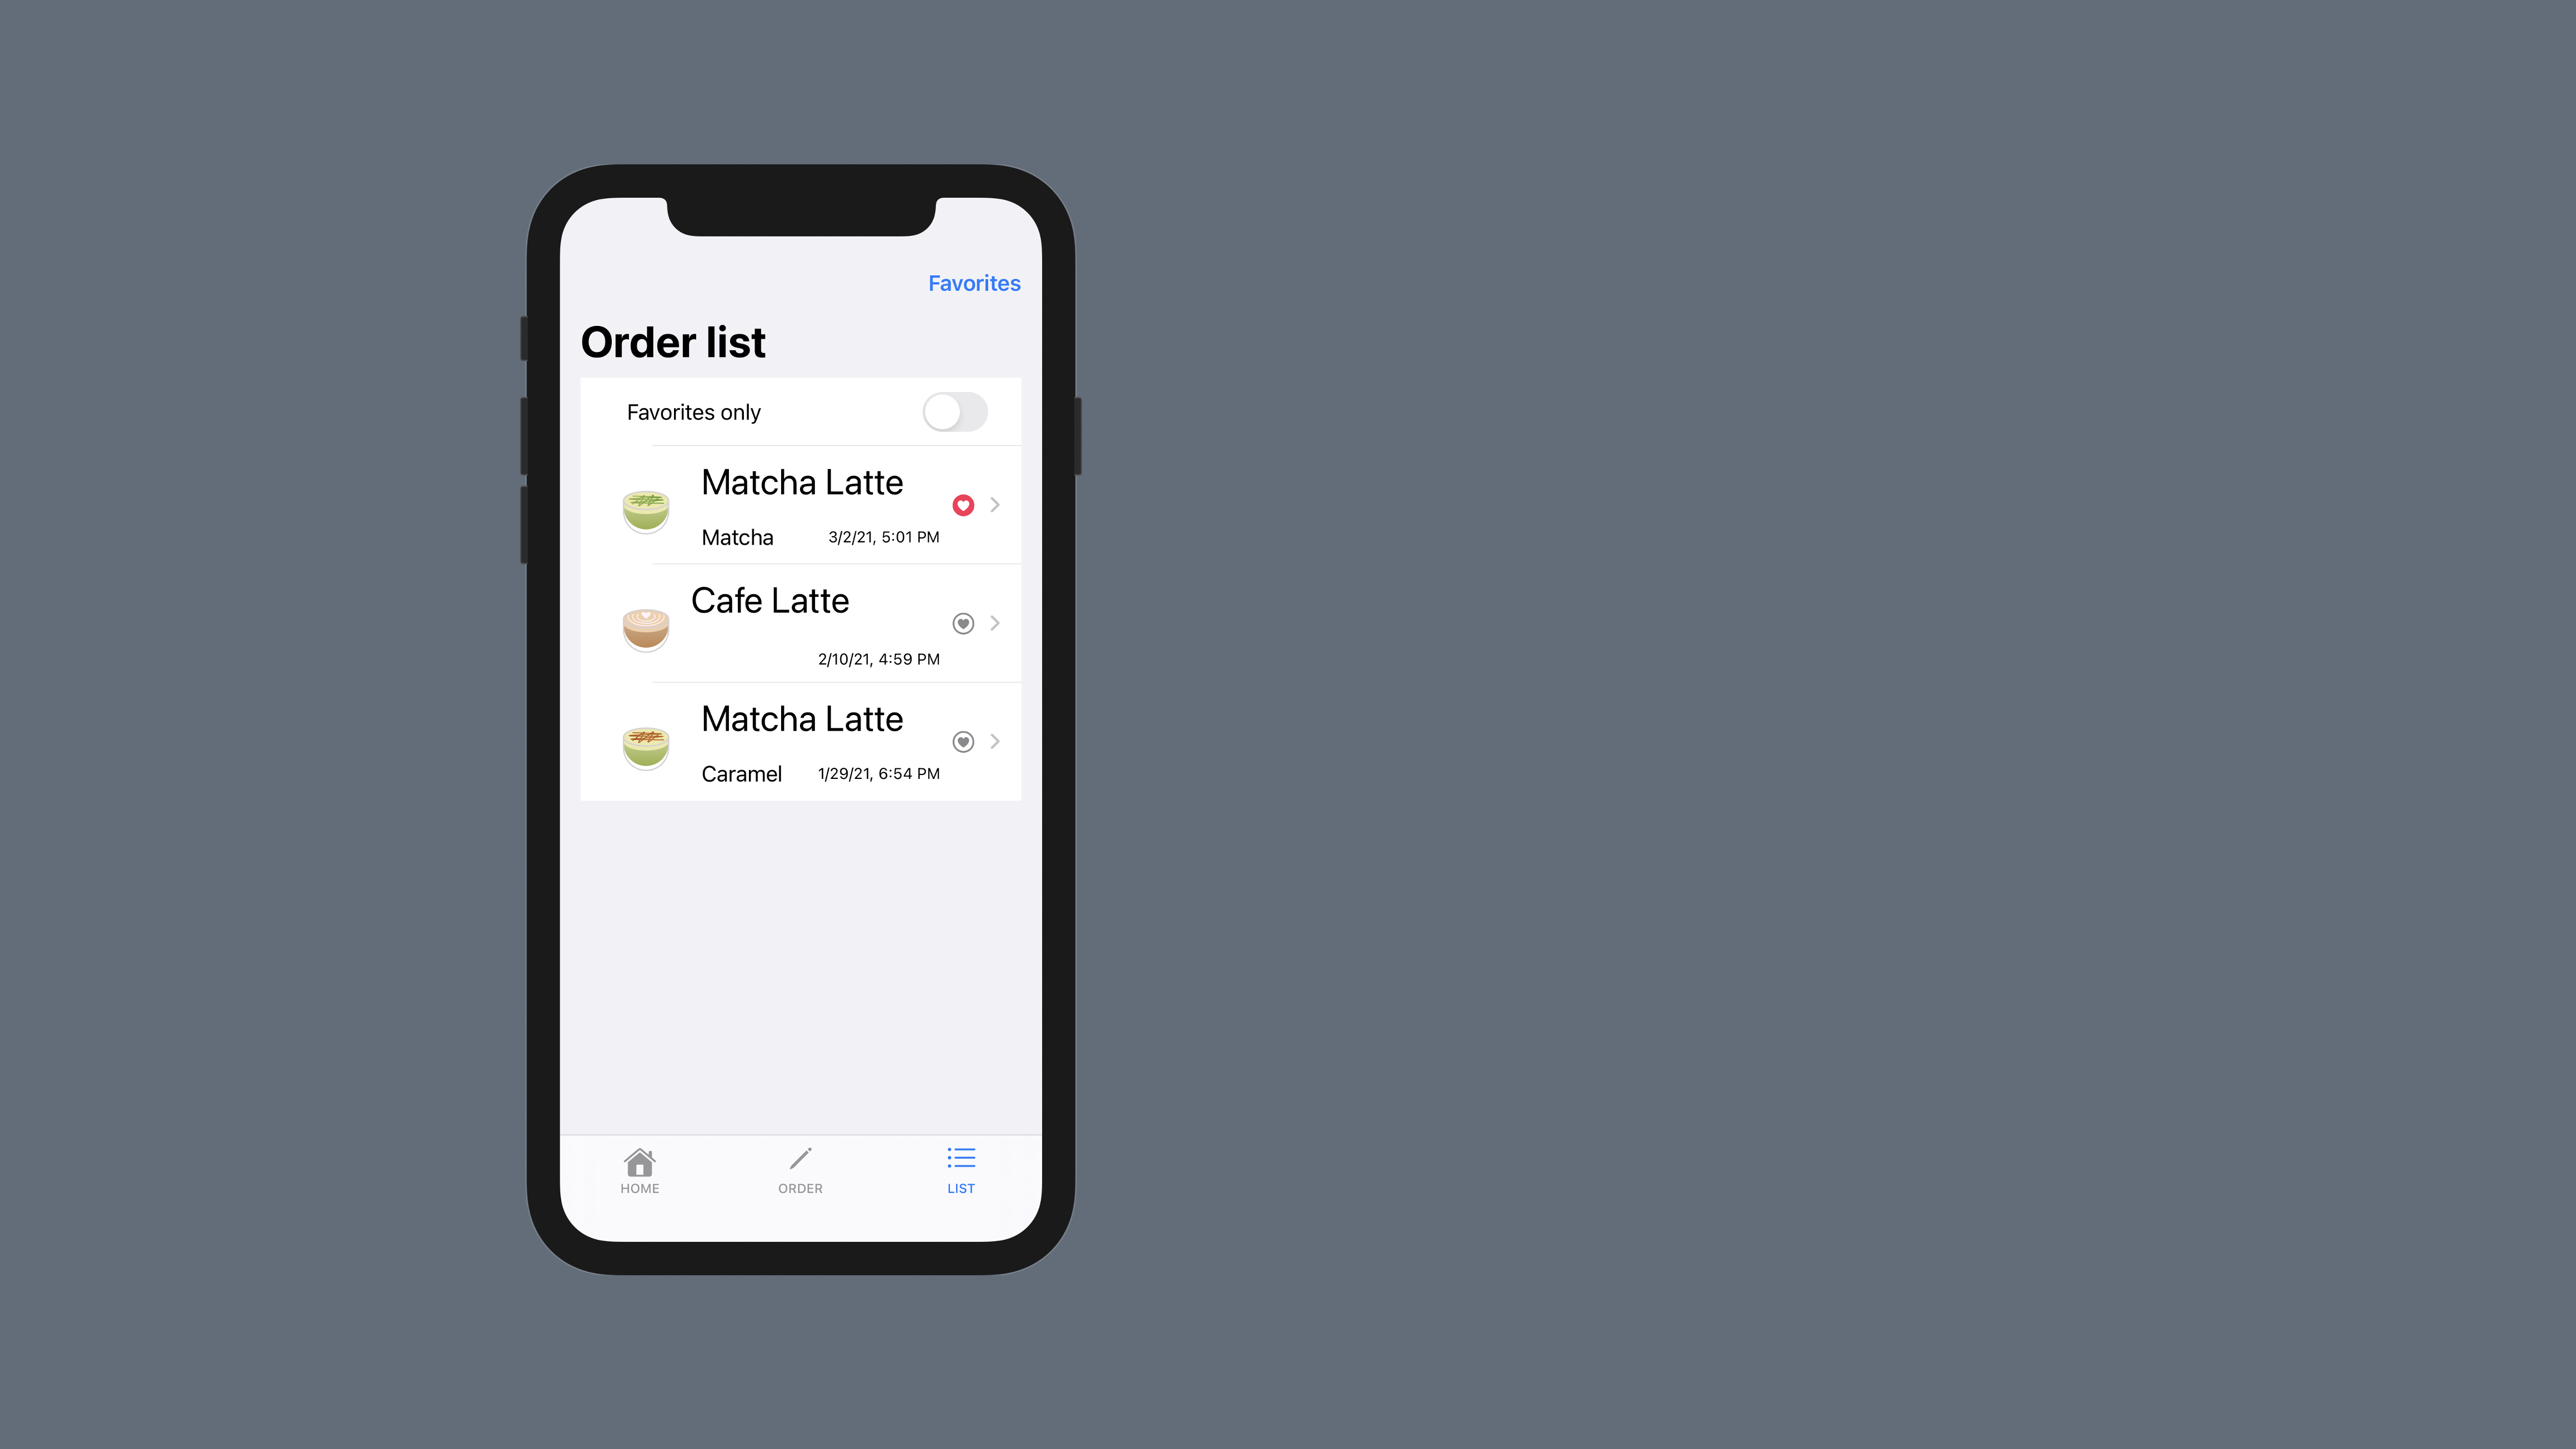 Favorites
Order list
Favorites only
Matcha Latte
Matcha 3/2/21, 5:01 PM
Cafe Latte
2/10/21, 4:59 PM
Matcha Latte
Caramel 1/29/21, 6:54 PM
HOME ORDER LIST